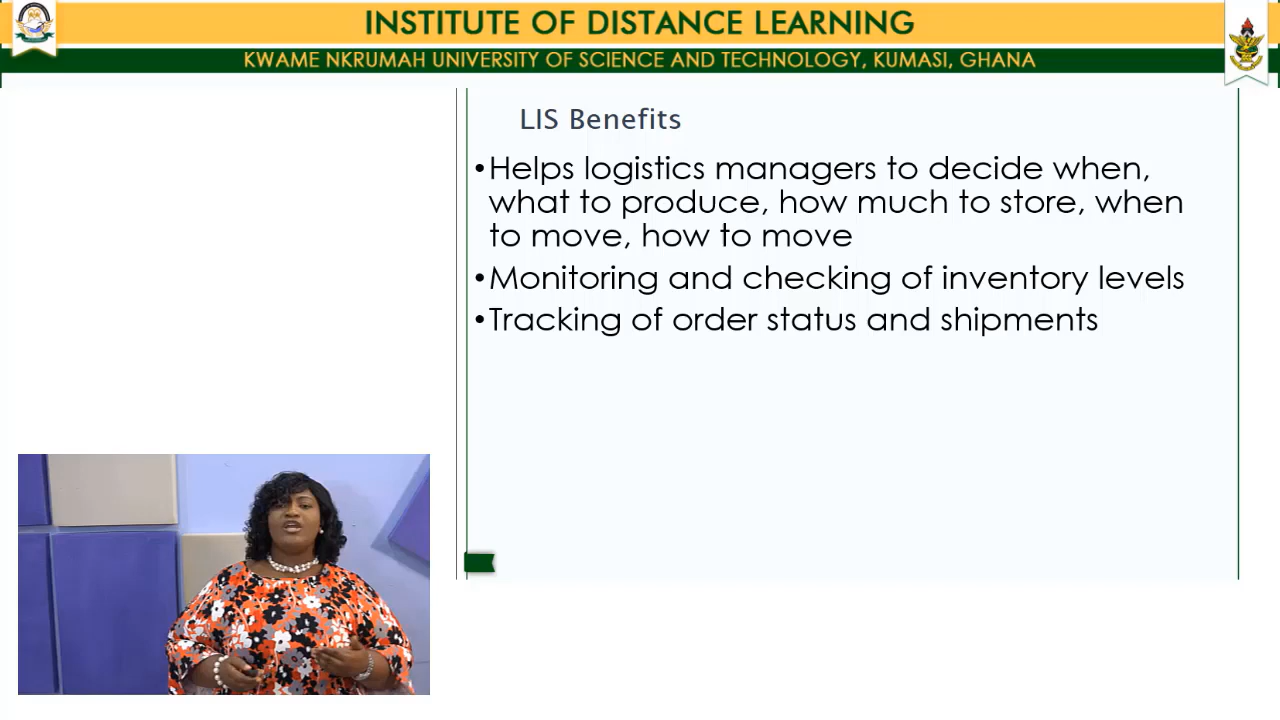 INSTITUTE OF DISTANCE LEARNING
KWAME NKRUMAH UNIVERSITY OF SCIENCE AND TECHNOLOGY, KUMASI, GHANA
LIS Benefits
•Helps logistics managers to decide when,
what to produce, how much to store, when
to move, how to move
•Monitoring and checking of inventory levels
•Tracking of order status and shipments